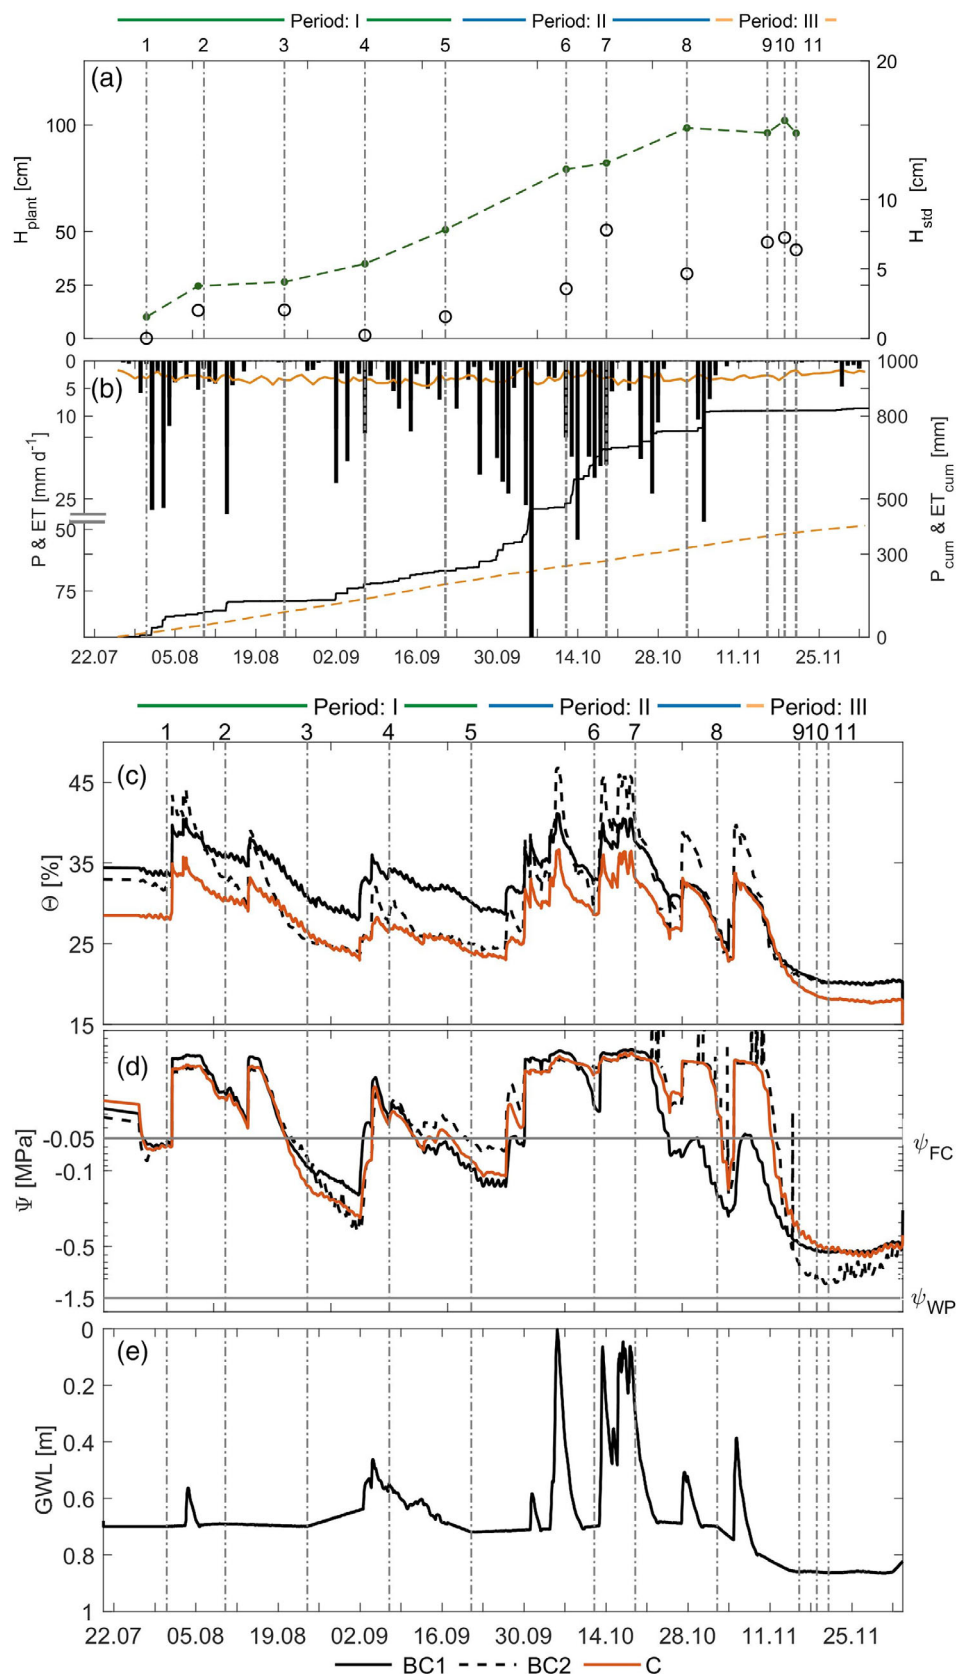 Period: I Period: II Period: III
1 2 3 4 5 6 7 8 9 10 11
(a)
20
100
H_plant [cm]
H_std [cm]
10
50
5
25
0 0
(b)
0 1000
5
10 800
P & ET [mm d⁻¹]
P_cum & ET_cum [mm]
25 500
50 300
75
0
22.07 05.08 19.08 02.09 16.09 30.09 14.10 28.10 11.11 25.11
Period: I Period: II Period: III
1 2 3 4 5 6 7 8 9 10 11
(c)
45
Θ [%]
35
25
15
(d)
Ψ [MPa]
-0.05 ψFC
-0.1
-0.5
-1.5 ψWP
(e)
0
0.2
GWL [m]
0.4
0.6
0.8
1
22.07 05.08 19.08 02.09 16.09 30.09 14.10 28.10 11.11 25.11
BC1 BC2 C